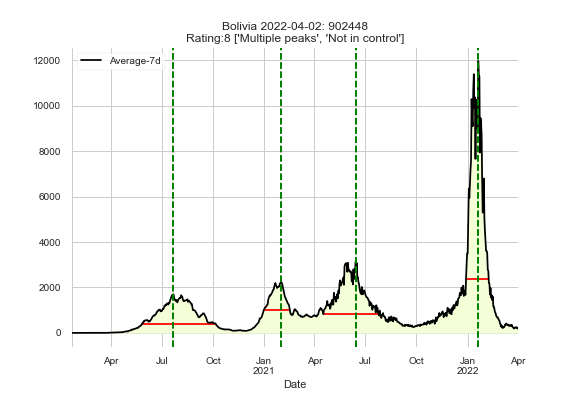 Bolivia 2022-04-02: 902448
Rating:8 ['Multiple peaks', 'Not in control']
Average-7d
12000
10000
8000
6000
4000
2000
0
Apr Jul Oct Jan Apr Jul Oct Jan Apr
2021 2022
Date